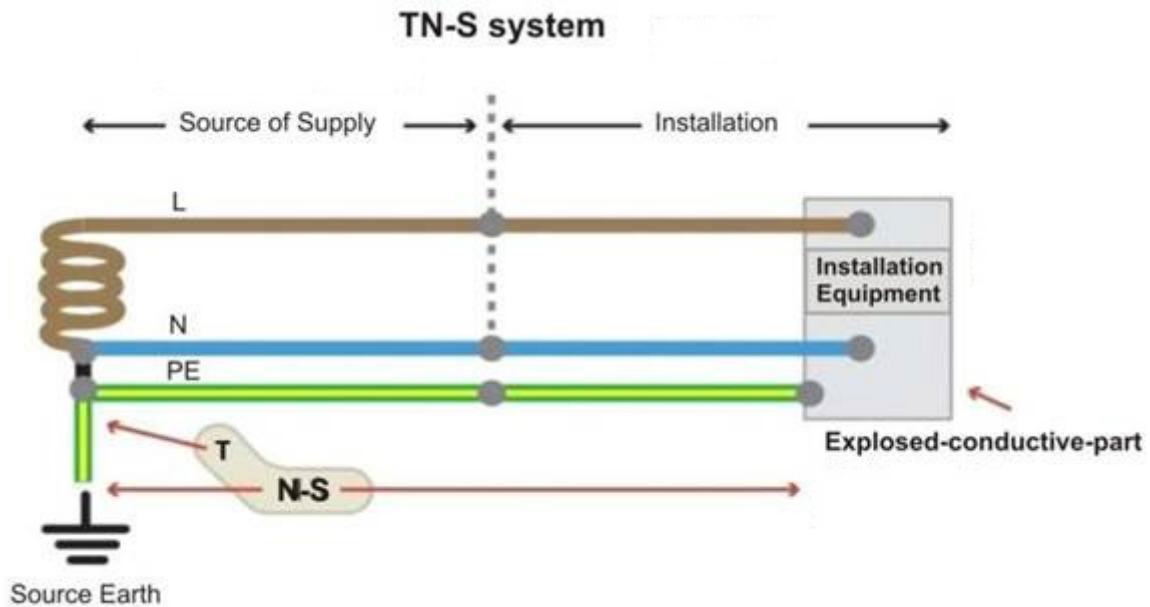 TN-S system
Source of Supply
Installation
L
Installation
Equipment
N
PE
Explosed-conductive-part
T
N-S
Source Earth